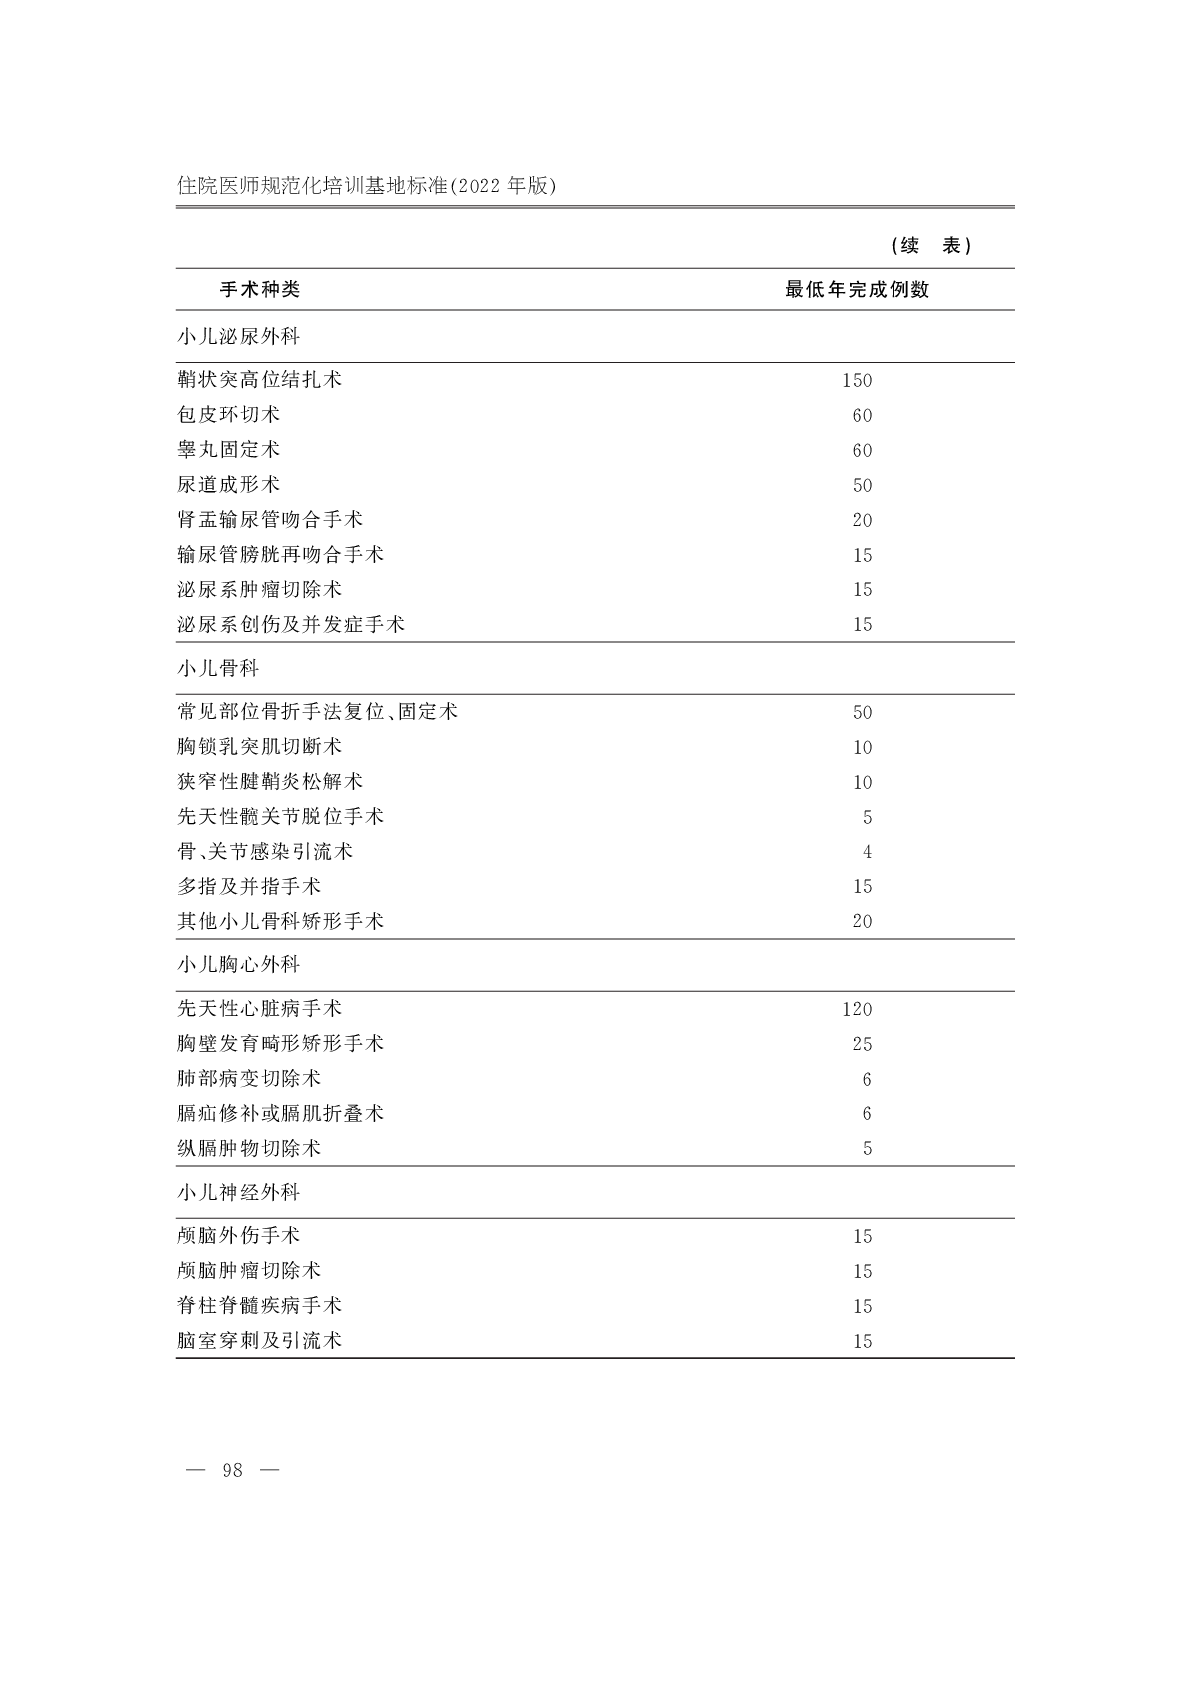 住院医师规范化培训基地标准(2022 年版)
(续　表)
手术种类　最低年完成例数
小儿泌尿外科
鞘状突高位结扎术　150
包皮环切术　60
睾丸固定术　60
尿道成形术　50
肾盂输尿管吻合手术　20
输尿管膀胱再吻合手术　15
泌尿系肿瘤切除术　15
泌尿系创伤及并发症手术　15
小儿骨科
常见部位骨折手法复位、固定术　50
胸锁乳突肌切断术　10
狭窄性腱鞘炎松解术　10
先天性髋关节脱位手术　5
骨、关节感染引流术　4
多指及并指手术　15
其他小儿骨科矫形手术　20
小儿胸心外科
先天性心脏病手术　120
胸壁发育畸形矫形手术　25
肺部病变切除术　6
膈疝修补或膈肌折叠术　6
纵膈肿物切除术　5
小儿神经外科
颅脑外伤手术　15
颅脑肿瘤切除术　15
脊柱脊髓疾病手术　15
脑室穿刺及引流术　15
— 98 —